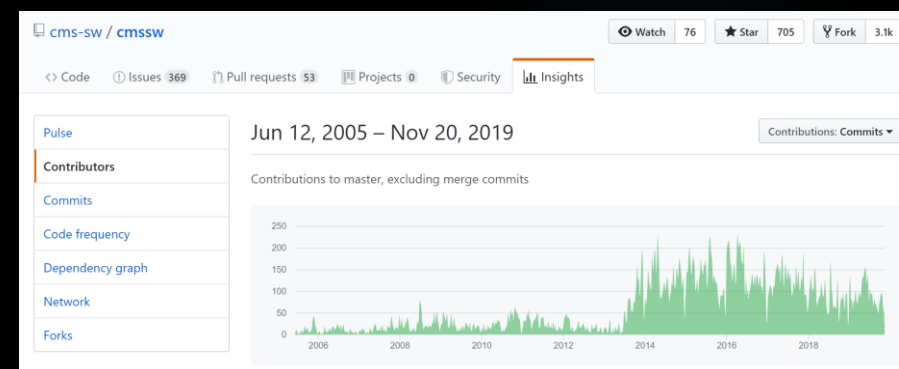 cms-sw / cmssw
Watch 76 Star 705 Fork 3.1k
Code Issues 369 Pull requests 53 Projects 0 Security Insights
Pulse
Contributors
Commits
Code frequency
Dependency graph
Network
Forks
Jun 12, 2005 – Nov 20, 2019
Contributions: Commits
Contributions to master, excluding merge commits
250
200
150
100
50
0
2006 2008 2010 2012 2014 2016 2018